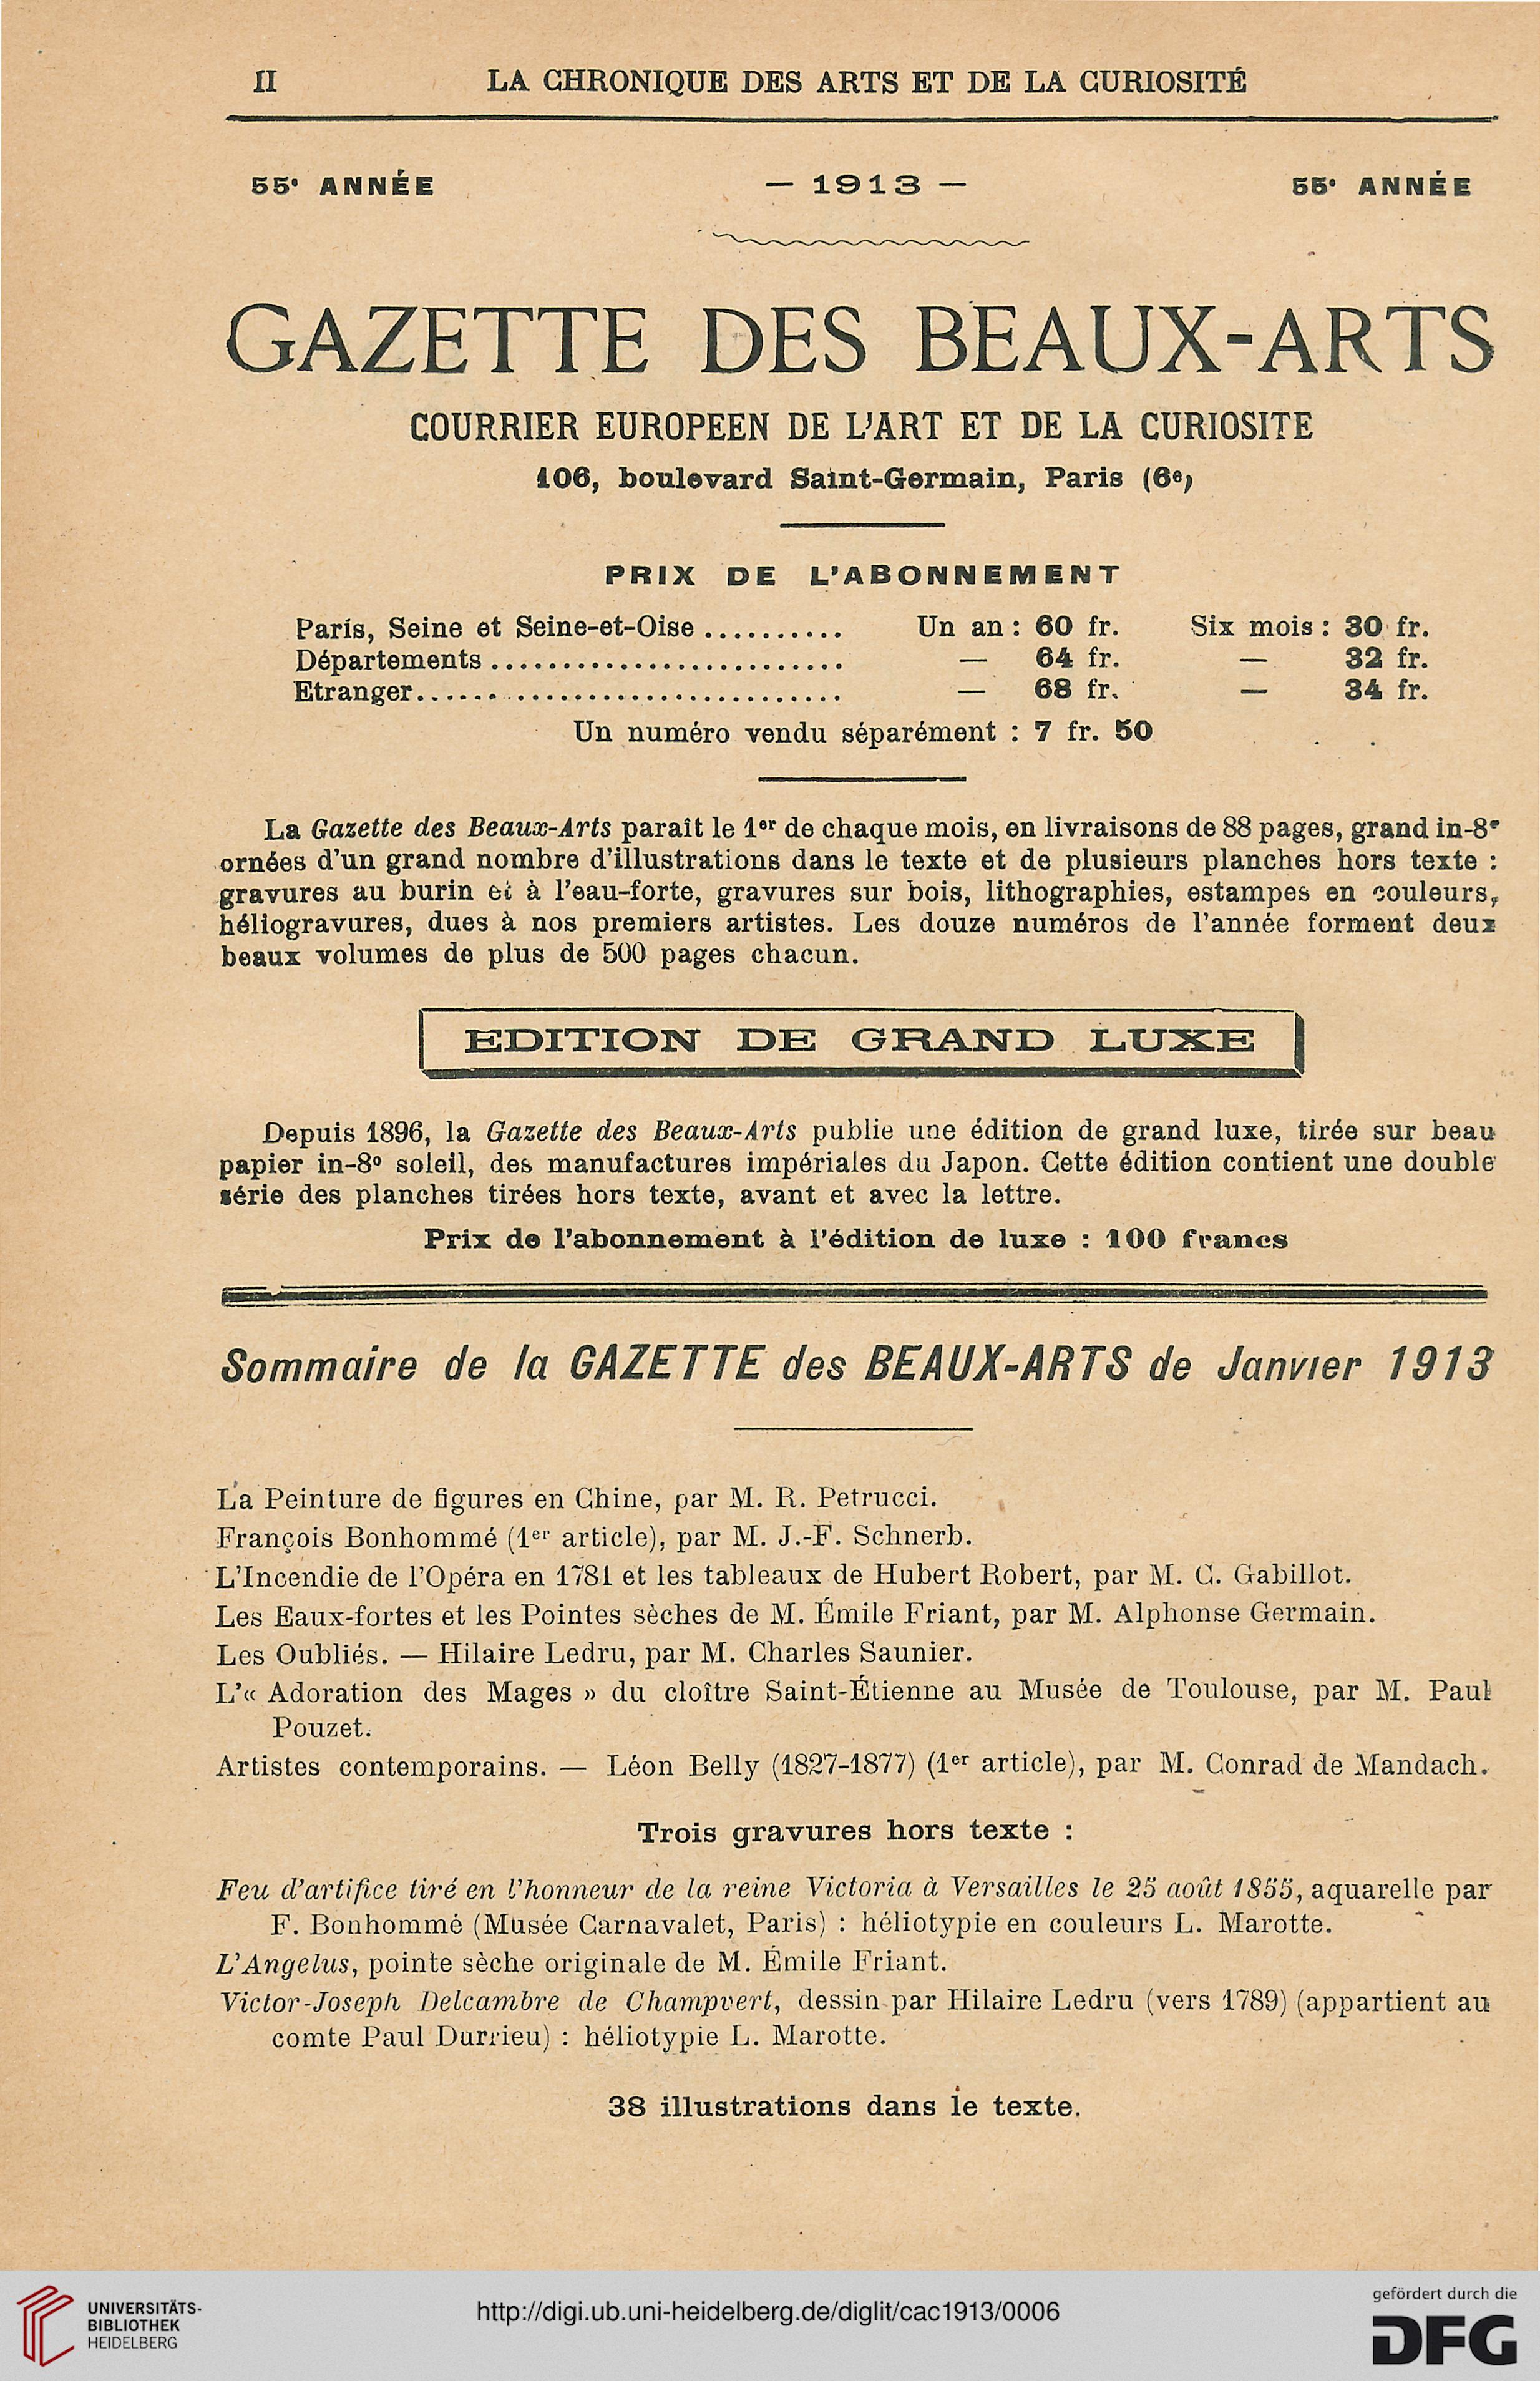 II LA CHRONIQUE DES ARTS ET DE LA CURIOSITÉ
55e ANNÉE — 1913 — 55e ANNÉE
GAZETTE DES BEAUX-ARTS
COURRIER EUROPEEN DE L'ART ET DE LA CURIOSITE
106, boulevard Saint-Germain, Paris (6e)
PRIX DE L'ABONNEMENT
Paris, Seine et Seine-et-Oise .......... Un an : 60 fr. Six mois : 30 fr.
Départements ......................... — 64 fr. — 32 fr.
Etranger.............................. — 68 fr. — 34 fr.
Un numéro vendu séparément : 7 fr. 50
La Gazette des Beaux-Arts paraît le 1er de chaque mois, en livraisons de 88 pages, grand in-8°
ornées d'un grand nombre d'illustrations dans le texte et de plusieurs planches hors texte :
gravures au burin et à l'eau-forte, gravures sur bois, lithographies, estampes en couleurs,
héliogravures, dues à nos premiers artistes. Les douze numéros de l'année forment deux
beaux volumes de plus de 500 pages chacun.
EDITION DE GRAND LUXE
Depuis 1896, la Gazette des Beaux-Arts publie une édition de grand luxe, tirée sur beau
papier in-8° soleil, des manufactures impériales du Japon. Cette édition contient une double
série des planches tirées hors texte, avant et avec la lettre.
Prix de l'abonnement à l'édition de luxe : 100 francs
Sommaire de la GAZETTE des BEAUX-ARTS de Janvier 1913
La Peinture de figures en Chine, par M. R. Petrucci.
François Bonhommé (1er article), par M. J.-F. Schnerb.
L'Incendie de l'Opéra en 1781 et les tableaux de Hubert Robert, par M. C. Gabillot.
Les Eaux-fortes et les Pointes sèches de M. Émile Friant, par M. Alphonse Germain.
Les Oubliés. — Hilaire Ledru, par M. Charles Saunier.
L'« Adoration des Mages » du cloître Saint-Étienne au Musée de Toulouse, par M. Paul
Pouzet.
Artistes contemporains. — Léon Belly (1827-1877) (1er article), par M. Conrad de Mandach.
Trois gravures hors texte :
Feu d'artifice tiré en l'honneur de la reine Victoria à Versailles le 25 août 1855, aquarelle par
F. Bonhommé (Musée Carnavalet, Paris) : héliotypie en couleurs L. Marotte.
L'Angelus, pointe sèche originale de M. Émile Friant.
Victor-Joseph Delcambre de Champvert, dessin par Hilaire Ledru (vers 1789) (appartient au
comte Paul Durrieu) : héliotypie L. Marotte.
38 illustrations dans le texte.
UNIVERSITÄTS-
BIBLIOTHEK
HEIDELBERG
http://digi.ub.uni-heidelberg.de/diglit/cac1913/0006
gefördert durch die
DFG